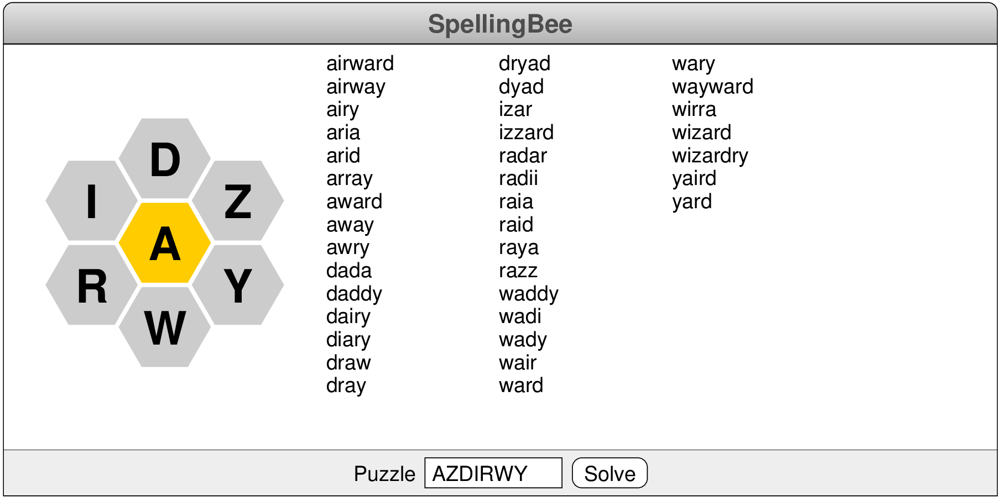 SpellingBee
D
I
Z
A
R
Y
W
airward
airway
airy
aria
arid
array
award
away
awry
dada
daddy
dairy
diary
draw
dray
dryad
dyad
izar
izzard
radar
radii
raia
raid
raya
razz
waddy
wadi
wady
wair
ward
wary
wayward
wirra
wizard
wizardry
yaird
yard
Puzzle AZDIRWY Solve